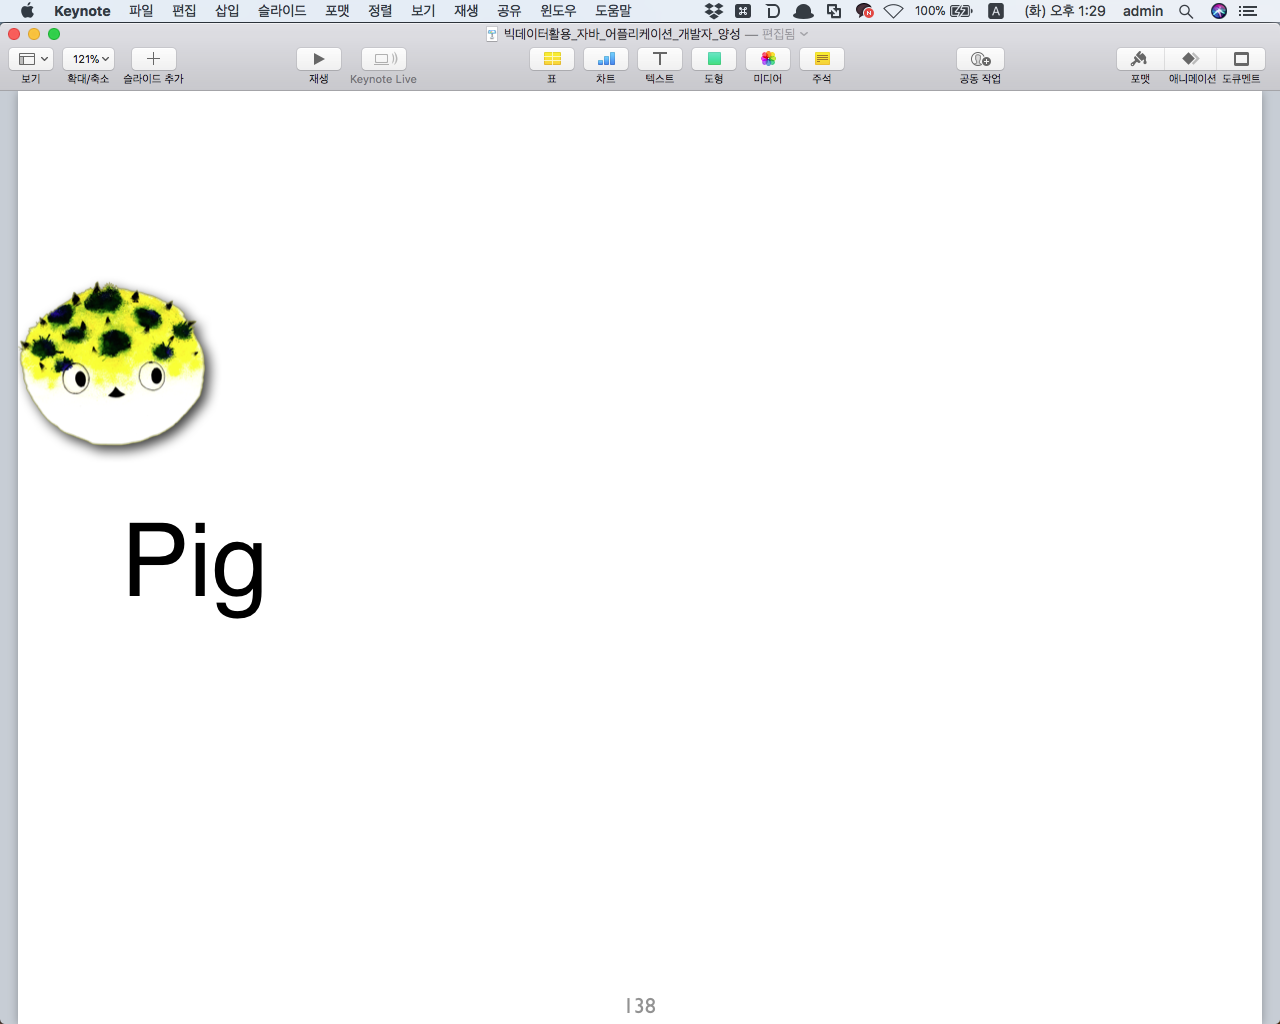 Keynote 파일 편집 삽입 슬라이드 포맷 정렬 보기 재생 공유 윈도우 도움말 100% A (화) 오후 1:29 admin
빅데이터활용_자바_어플리케이션_개발자_양성 — 편집됨
121%
보기 확대/축소 슬라이드 추가 재생 Keynote Live 표 차트 텍스트 도형 미디어 주석 공동 작업 포맷 애니메이션 도큐멘트
Pig
138